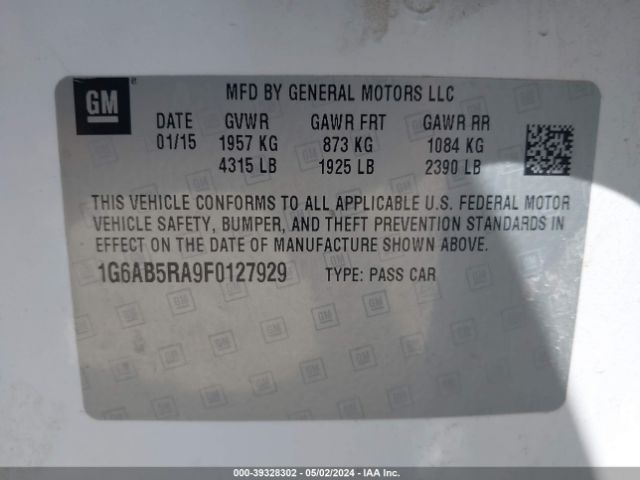 GM
MFD BY GENERAL MOTORS LLC
DATE GVWR GAWR FRT GAWR RR
01/15 1957 KG 873 KG 1084 KG
4315 LB 1925 LB 2390 LB
THIS VEHICLE CONFORMS TO ALL APPLICABLE U.S. FEDERAL MOTOR
VEHICLE SAFETY, BUMPER, AND THEFT PREVENTION STANDARDS IN
EFFECT ON THE DATE OF MANUFACTURE SHOWN ABOVE.
1G6AB5RA9F0127929 TYPE: PASS CAR
000-39328302 - 05/02/2024 - IAAI.COM